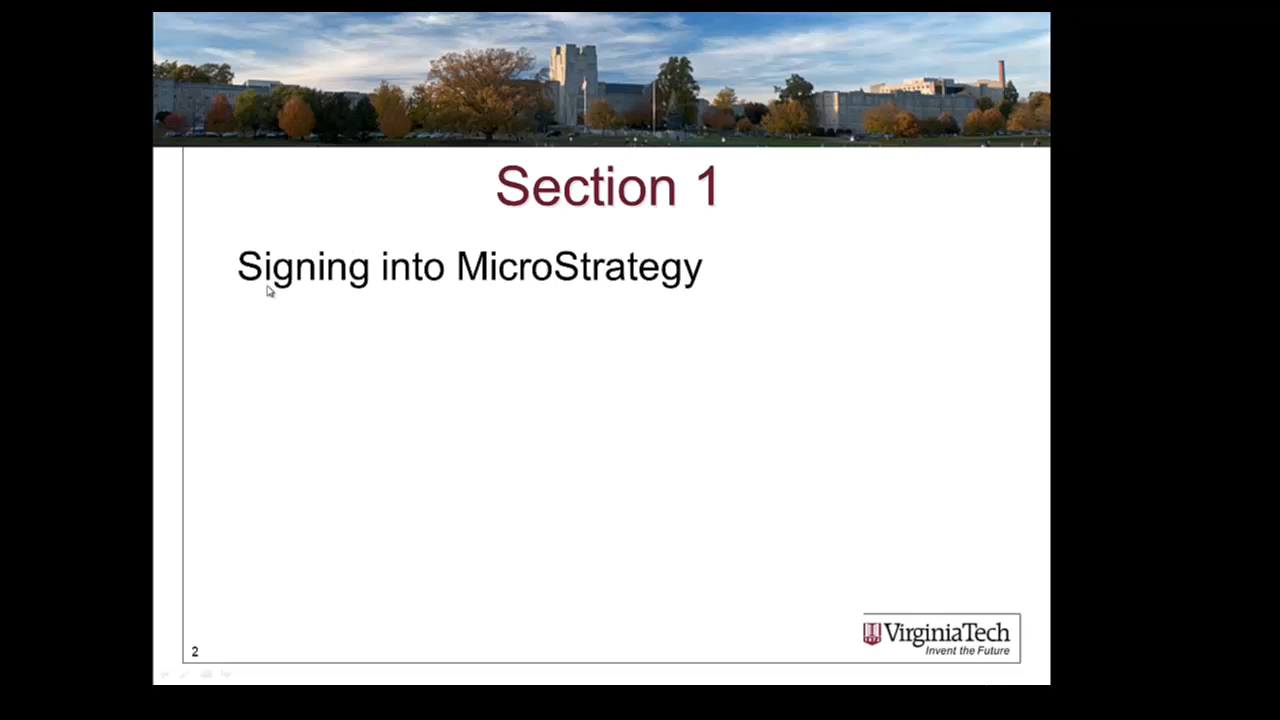 Section 1
Signing into MicroStrategy
VirginiaTech
Invent the Future
2